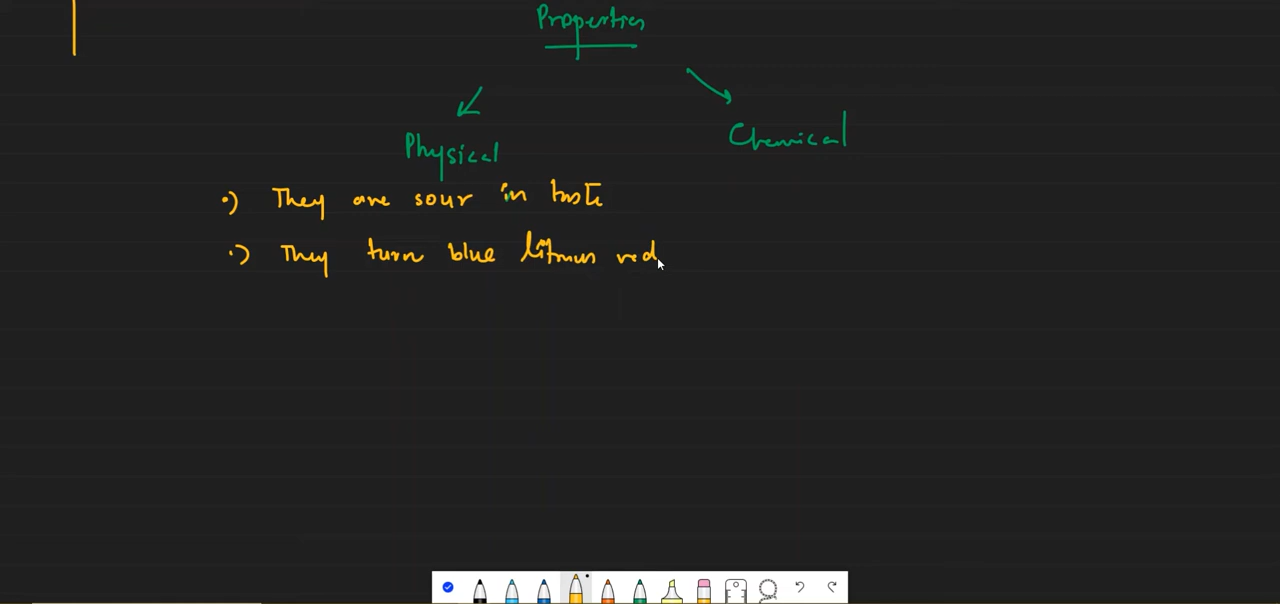 Properties
Physical
Chemical
•) They are sour in taste
•) They turn blue litmus red